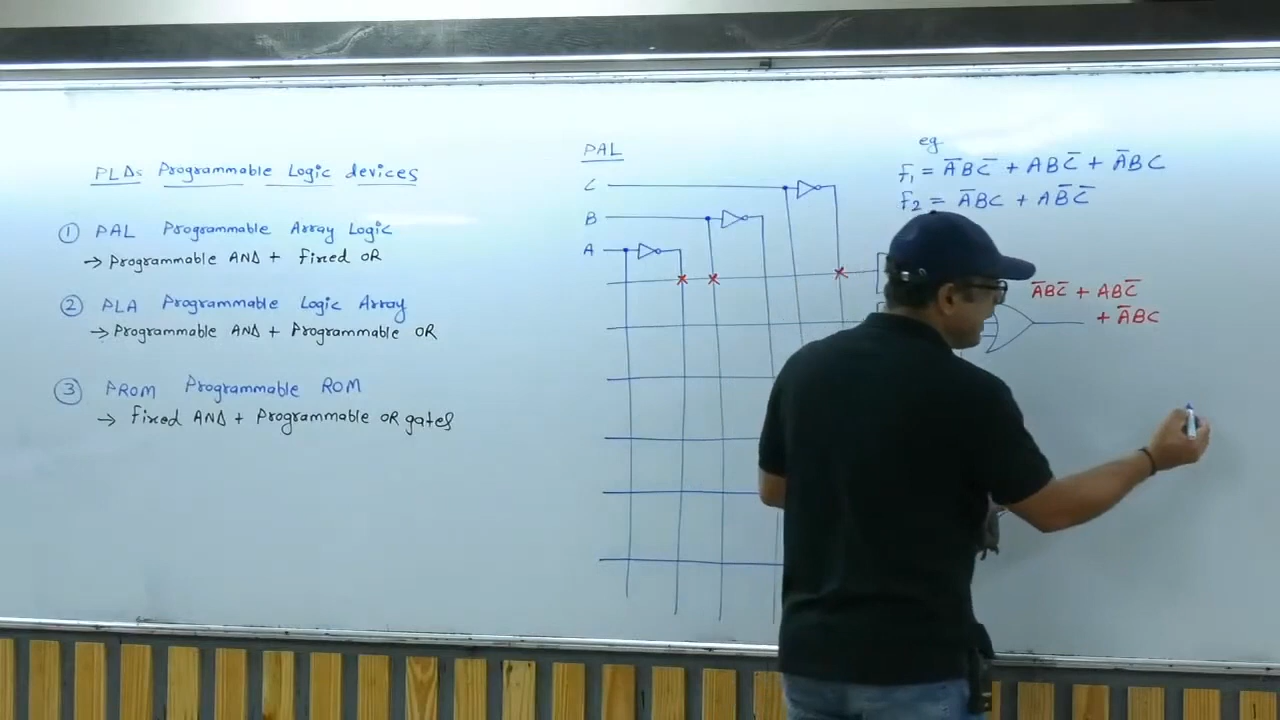 PLDs Programmable Logic devices
① PAL Programmable Array Logic
→ Programmable AND + fixed OR
② PLA Programmable Logic Array
→ Programmable AND + Programmable OR
③ PROM Programmable ROM
→ fixed AND + Programmable OR gates
PAL
C
B
A
eg
F₁ = A̅BC̅ + ABC̅ + A̅BC
F₂ = A̅BC + AB̅C̅
A̅BC̅ + ABC̅
+ A̅BC